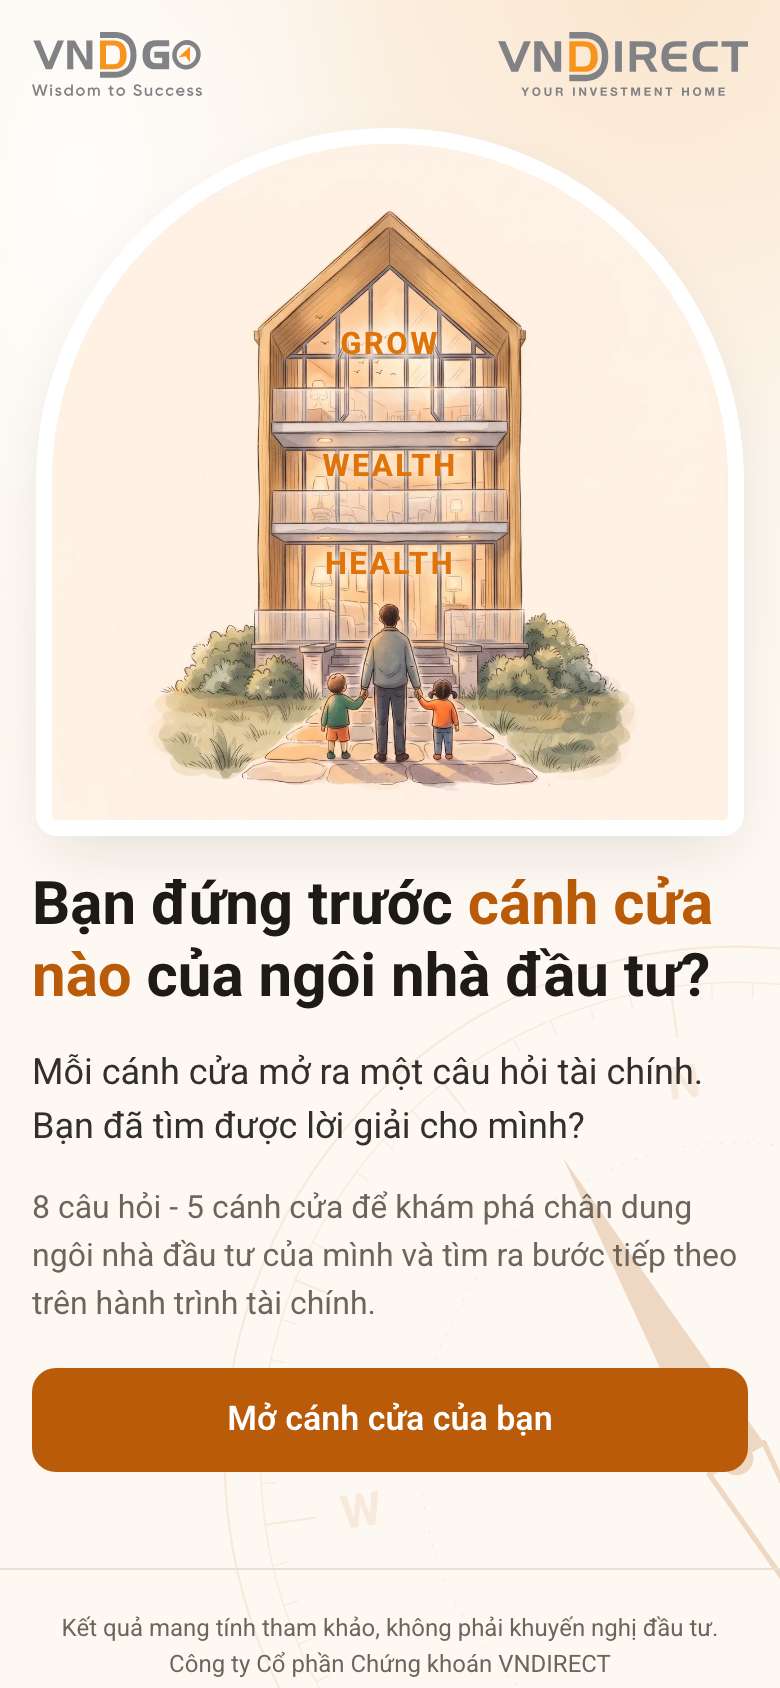 VNDGO
Wisdom to Success
VNDIRECT
YOUR INVESTMENT HOME
GROW
WEALTH
HEALTH
Bạn đứng trước cánh cửa
nào của ngôi nhà đầu tư?
Mỗi cánh cửa mở ra một câu hỏi tài chính.
N
Bạn đã tìm được lời giải cho mình?
8 câu hỏi - 5 cánh cửa để khám phá chân dung
ngôi nhà đầu tư của mình và tìm ra bước tiếp theo
trên hành trình tài chính.
Mở cánh cửa của bạn
W
Kết quả mang tính tham khảo, không phải khuyến nghị đầu tư.
Công ty Cổ phần Chứng khoán VNDIRECT